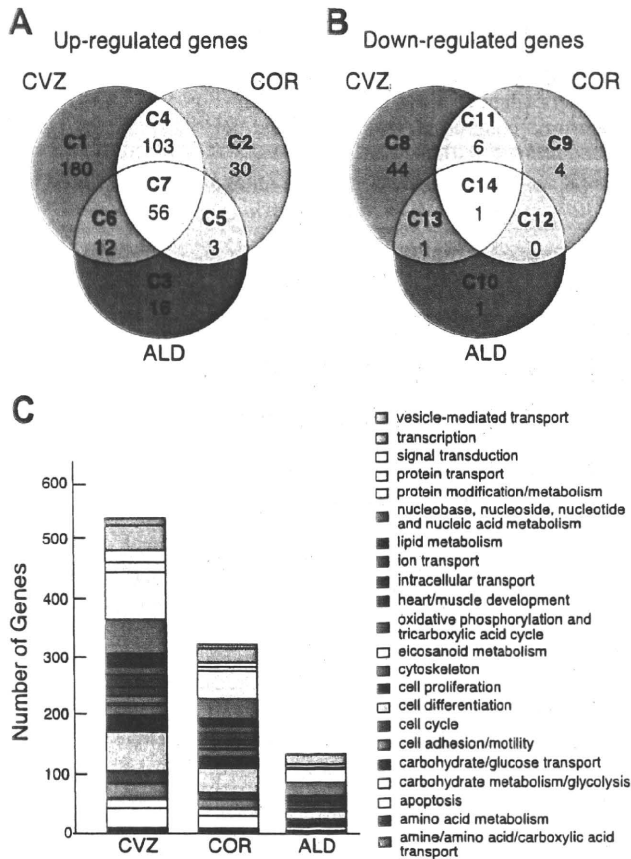 A
Up-regulated genes
CVZ
COR
C4
103
C1
180
C2
30
C7
56
C6
12
C5
3
C3
16
ALD
B
Down-regulated genes
CVZ
COR
C11
6
C8
44
C9
4
C14
1
C13
1
C12
0
C10
1
ALD
C
Number of Genes
600
500
400
300
200
100
0
CVZ
COR
ALD
vesicle-mediated transport
transcription
signal transduction
protein transport
protein modification/metabolism
nucleobase, nucleoside, nucleotide
and nucleic acid metabolism
lipid metabolism
ion transport
intracellular transport
heart/muscle development
oxidative phosphorylation and
tricarboxylic acid cycle
eicosanoid metabolism
cytoskeleton
cell proliferation
cell differentiation
cell cycle
cell adhesion/motility
carbohydrate/glucose transport
carbohydrate metabolism/glycolysis
apoptosis
amino acid metabolism
amine/amino acid/carboxylic acid
transport